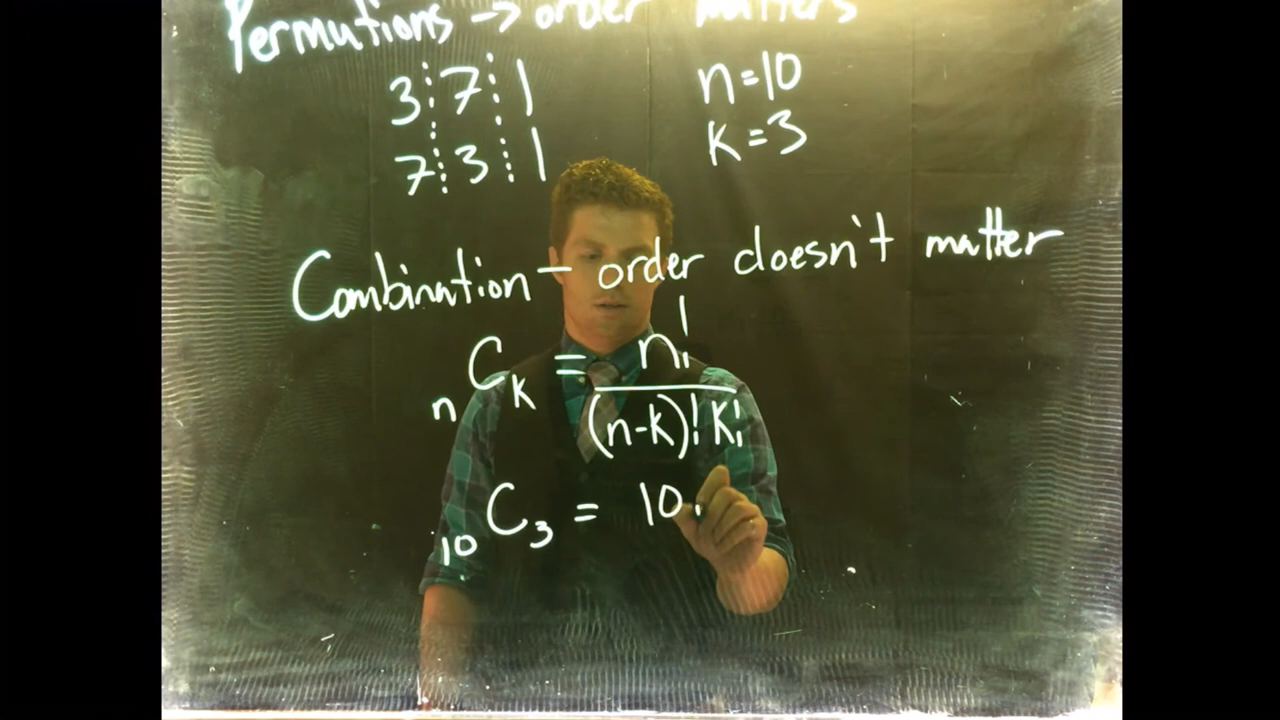 Permutions → order matters
3 7 1 n=10
7 3 1 k=3
Combination - order doesn't matter
nCk = n!
(n-k)! k!
10C3 = 10.